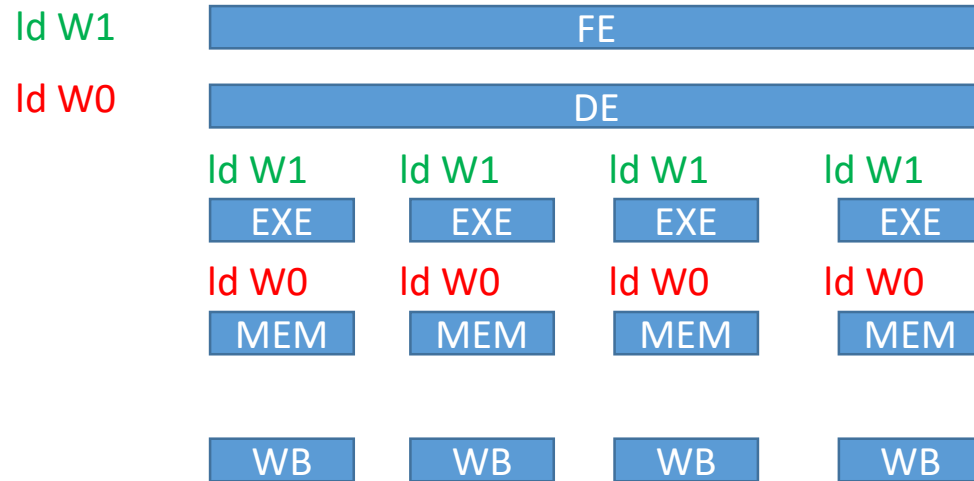 ld W1 FE
ld W0 DE
ld W1 ld W1 ld W1 ld W1
EXE EXE EXE EXE
ld W0 ld W0 ld W0 ld W0
MEM MEM MEM MEM
WB WB WB WB